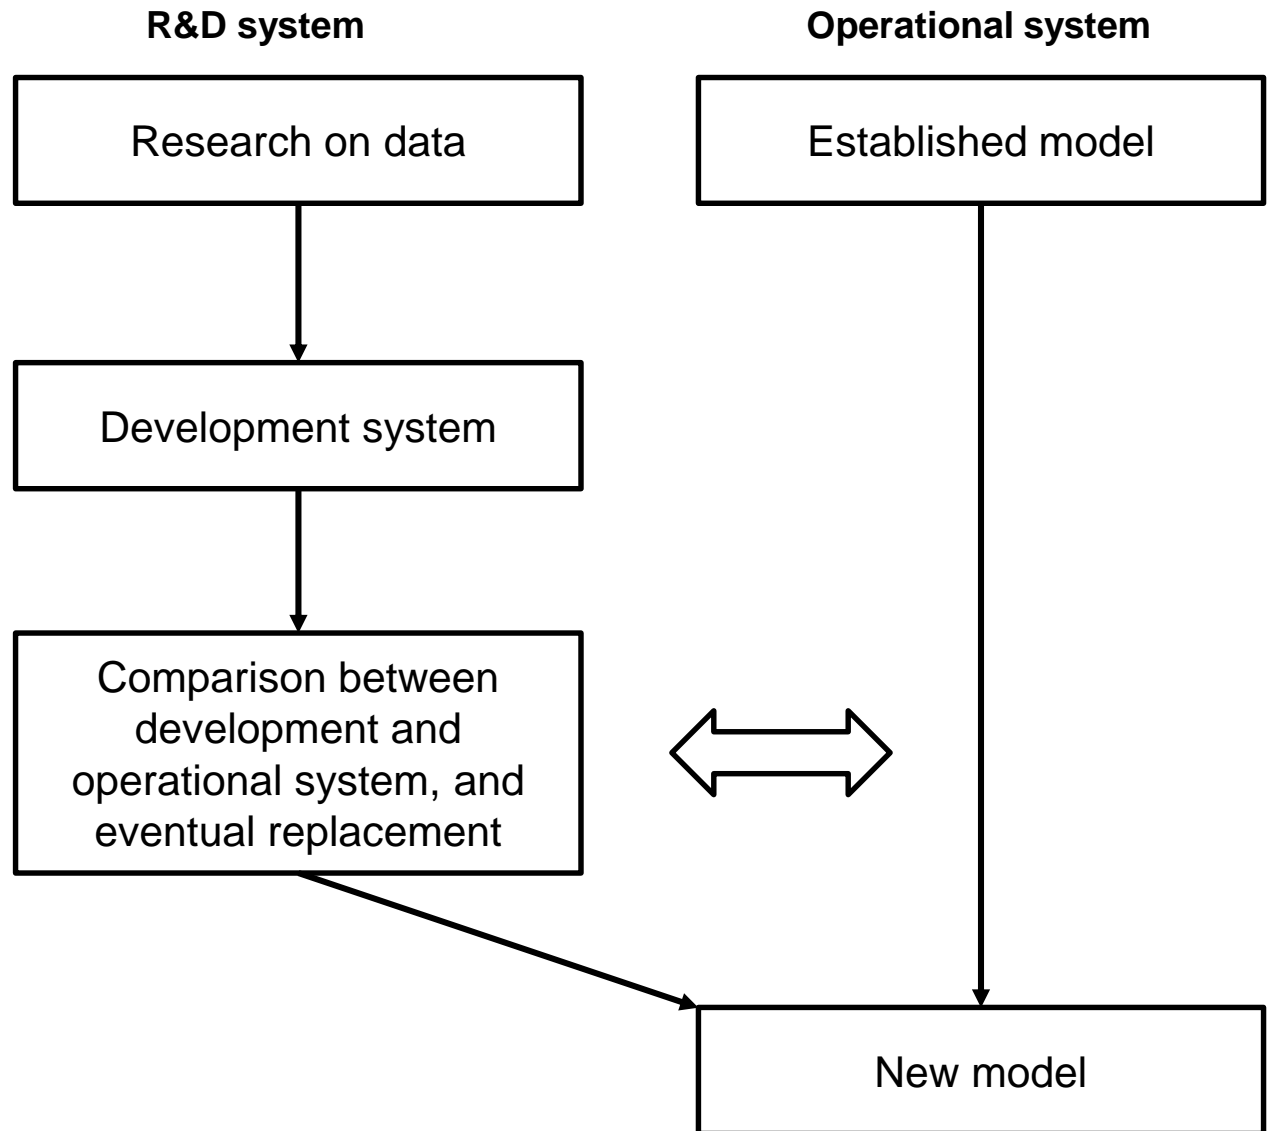 R&D system
Operational system
Research on data
Established model
Development system
Comparison between
development and
operational system, and
eventual replacement
New model